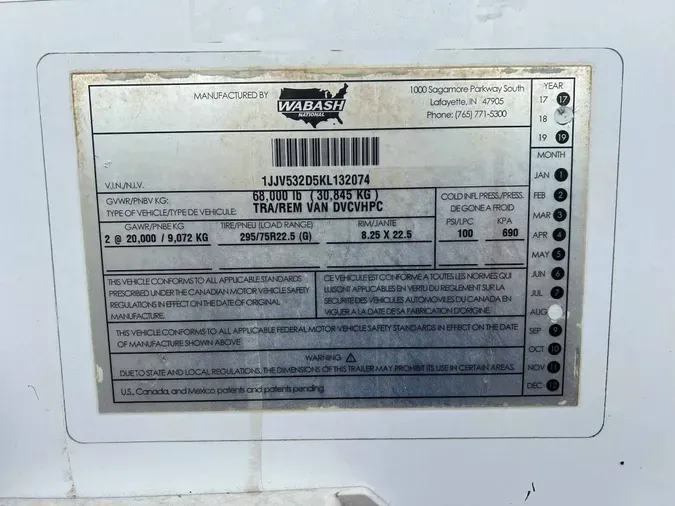 MANUFACTURED BY
WABASH
NATIONAL
1000 Sagamore Parkway South
Lafayette, IN 47905
Phone: (765) 771-5300
V.I.N./N.I.V.
1JJV532D5KL132074
GVWR/PNBV KG:
68,000 lb ( 30,845 KG )
TYPE OF VEHICLE/TYPE DE VEHICULE:
TRA/REM VAN DVCVHPC
COLD INFL.PRESS./PRESS.
DE GONE A FROID
GAWR/PNBE KG
TIRE/PNEU (LOAD RANGE)
RIM/JANTE
PSI/LPC
KPA
2 @ 20,000 / 9,072 KG
295/75R22.5 (G)
8.25 X 22.5
100
690
THIS VEHICLE CONFORMS TO ALL APPLICABLE STANDARDS
PRESCRIBED UNDER THE CANADIAN MOTOR VEHICLE SAFETY
REGULATIONS IN EFFECT ON THE DATE OF ORIGINAL
MANUFACTURE.
CE VEHICULE EST CONFORME A TOUTES LES NORMES QUI
LUI SONT APPLICABLES EN VERTU DU REGLEMENT SUR LA
SECURITE DES VEHICULES AUTOMOBILES DU CANADA EN
VIGUER A LA DATE DE SA FABRICATION D'ORIGINE.
THIS VEHICLE CONFORMS TO ALL APPLICABLE FEDERAL MOTOR VEHICLE SAFETY STANDARDS IN EFFECT ON THE DATE
OF MANUFACTURE SHOWN ABOVE
WARNING
DUE TO STATE AND LOCAL REGULATIONS, THE DIMENSIONS OF THIS TRAILER MAY PROHIBIT ITS USE IN CERTAIN AREAS.
U.S., Canada, and Mexico patents and patents pending.
YEAR
17 17
18
19 19
MONTH
JAN 1
FEB 2
MAR 3
APR 4
MAY 5
JUN 6
JUL 7
AUG
SEP 9
OCT 10
NOV 11
DEC 12